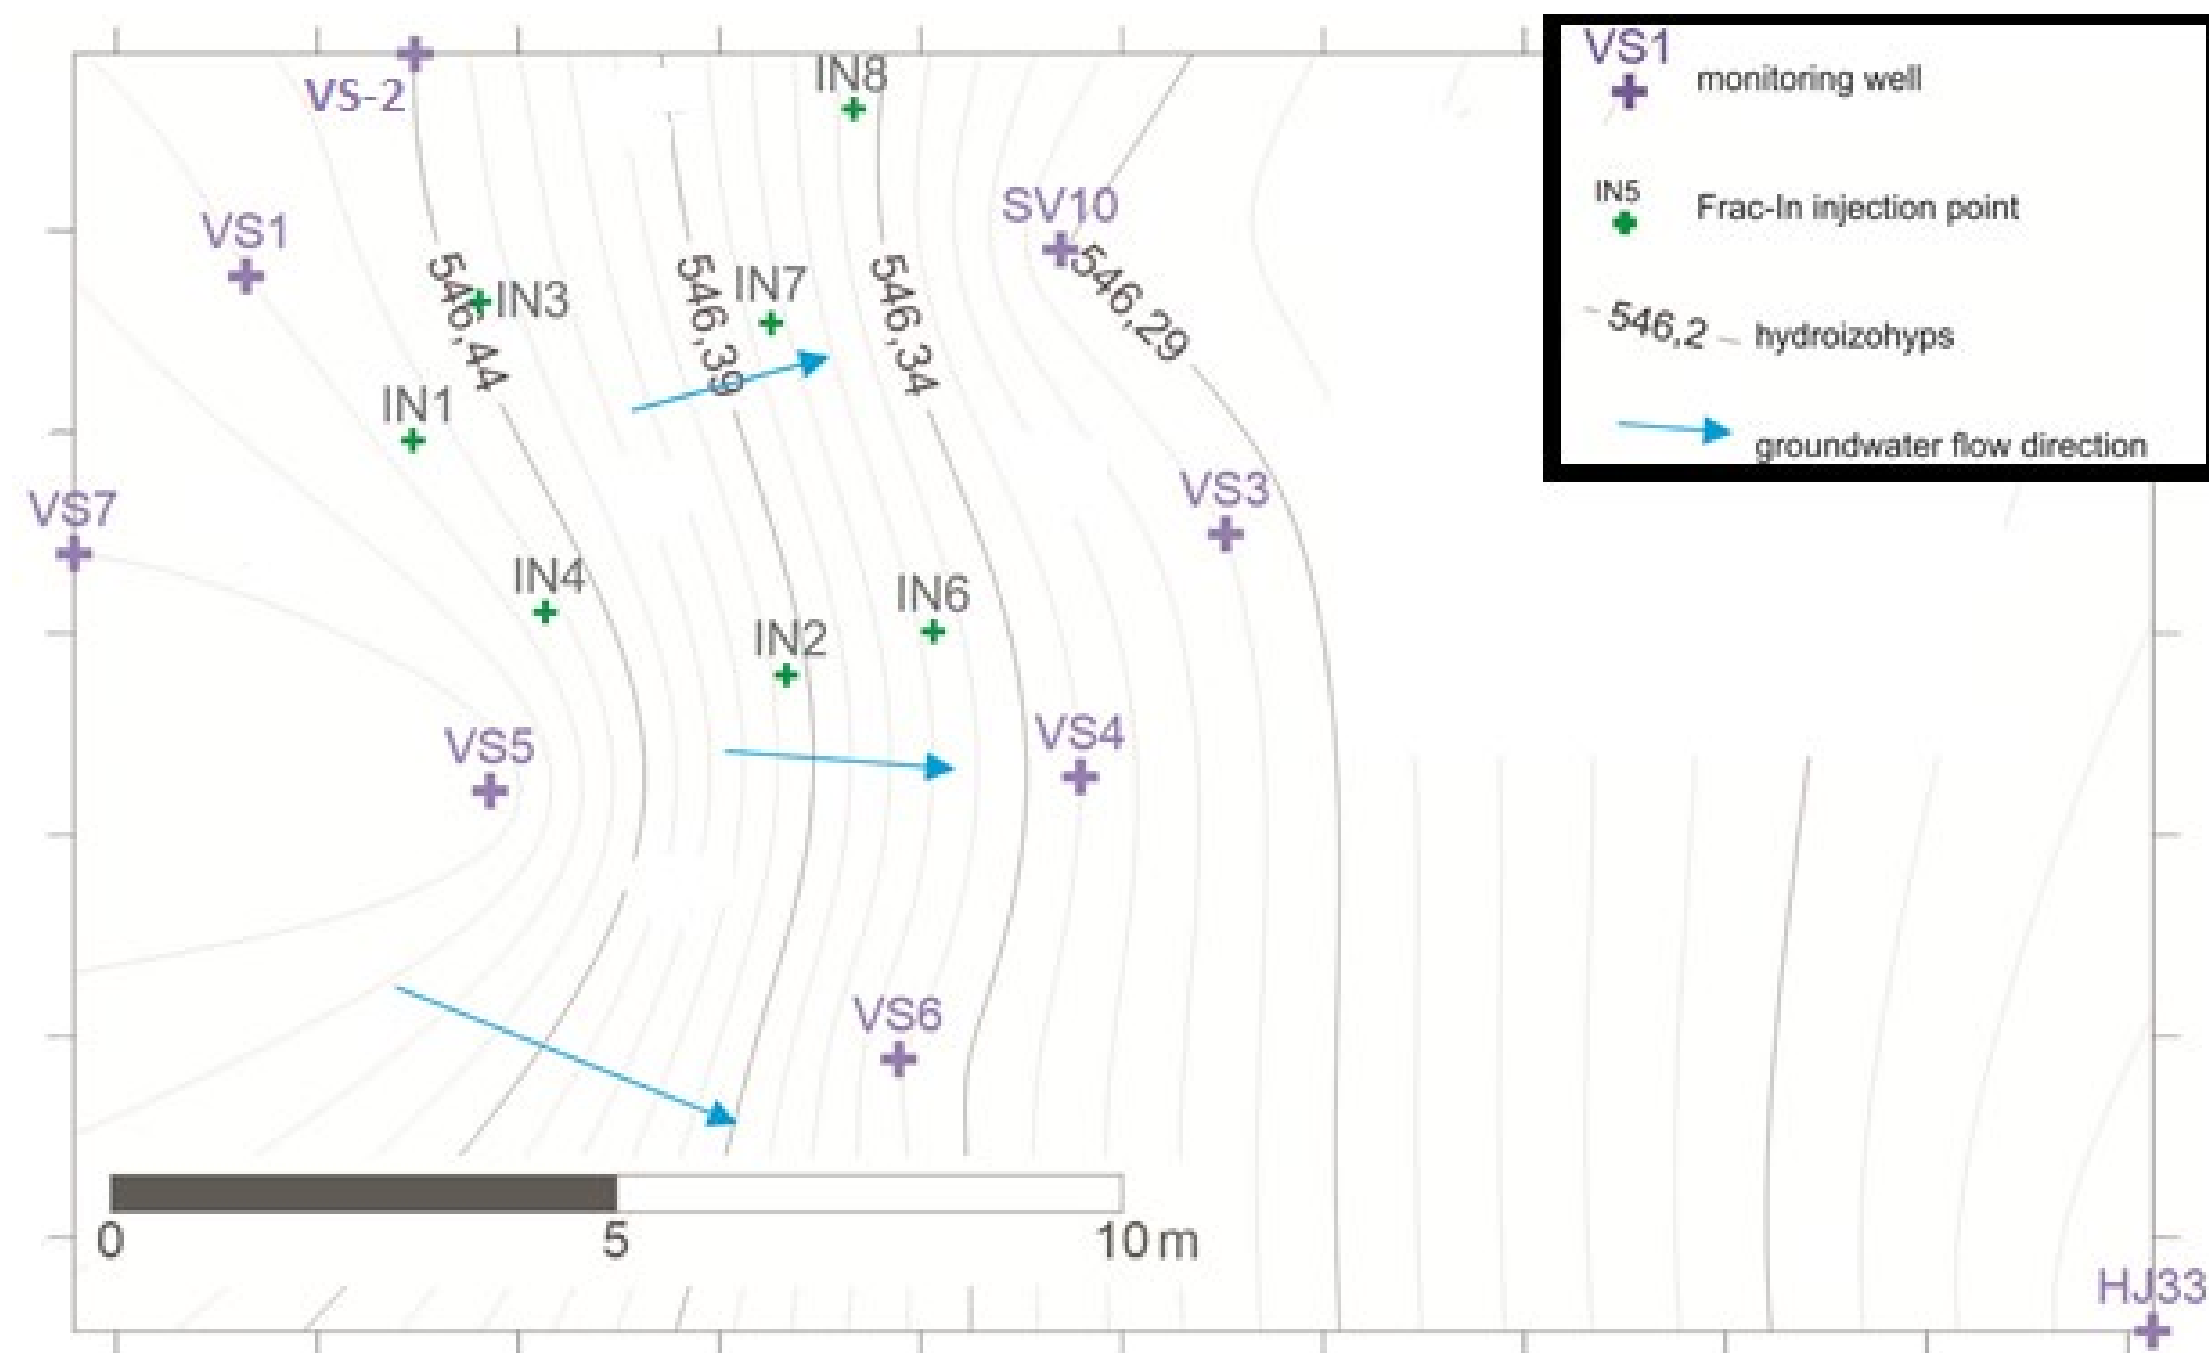 VS-2
IN8
VS1
SV10
IN3
IN7
546,44
546,39
546,34
546,29
IN1
VS7
VS3
IN4
IN6
IN2
VS5
VS4
VS6
0 5 10 m
HJ33
VS1 monitoring well
IN5 Frac-In injection point
546,2 hydroizohyps
groundwater flow direction